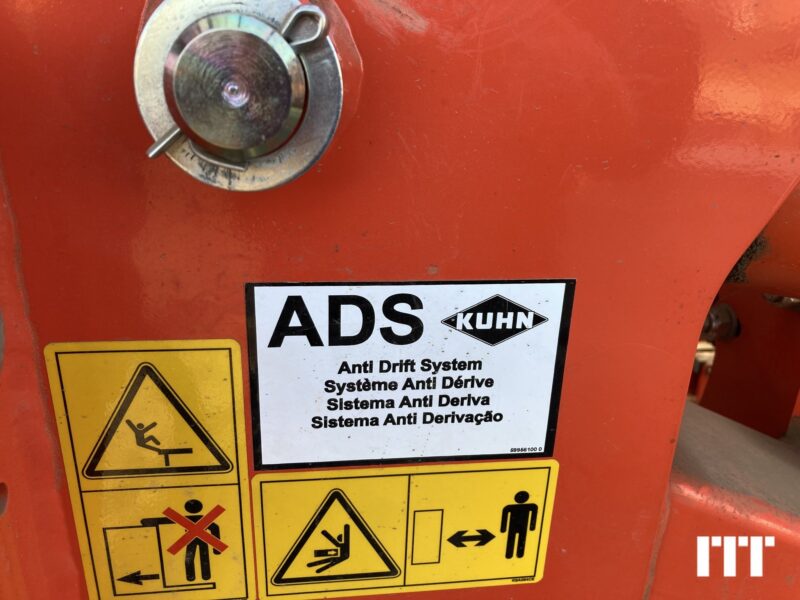 ADS KUHN
Anti Drift System
Système Anti Dérive
Sistema Anti Deriva
Sistema Anti Derivação
ITT